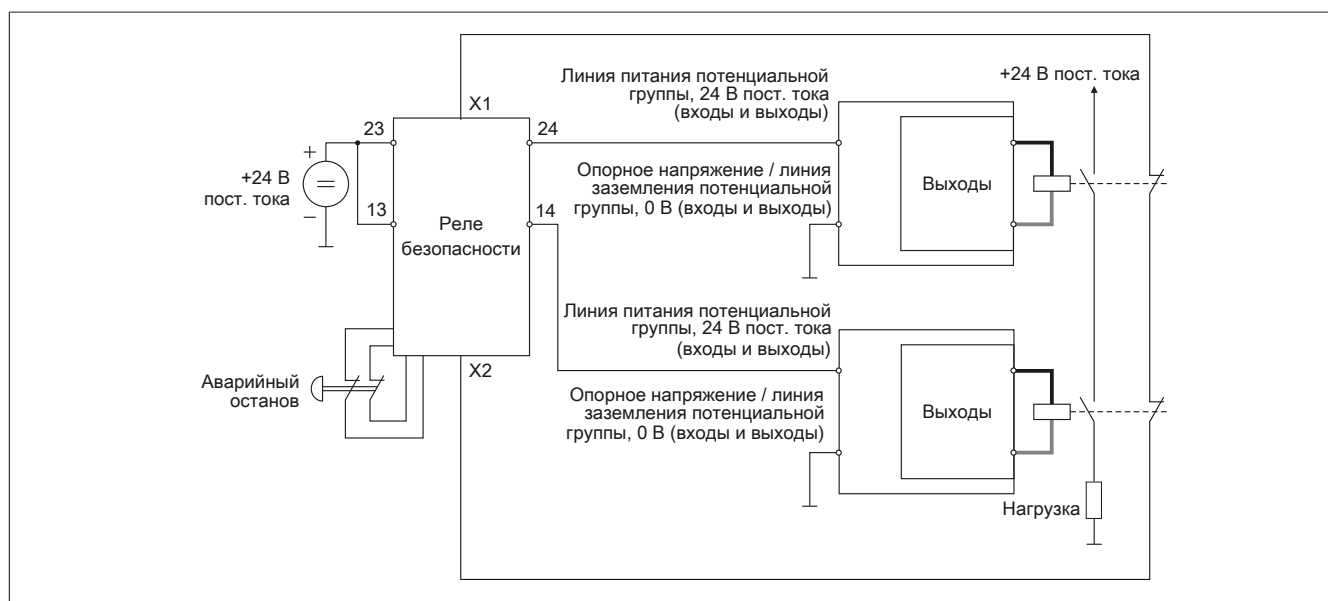 Линия питания потенциальной
группы, 24 В пост. тока
(входы и выходы)
+24 В пост. тока
X1
23
24
+
+24 В
пост. тока
–
Опорное напряжение / линия
заземления потенциальной
группы, 0 В (входы и выходы)
Выходы
13
14
Реле
безопасности
Линия питания потенциальной
группы, 24 В пост. тока
(входы и выходы)
X2
Аварийный
останов
Опорное напряжение / линия
заземления потенциальной
группы, 0 В (входы и выходы)
Выходы
Нагрузка